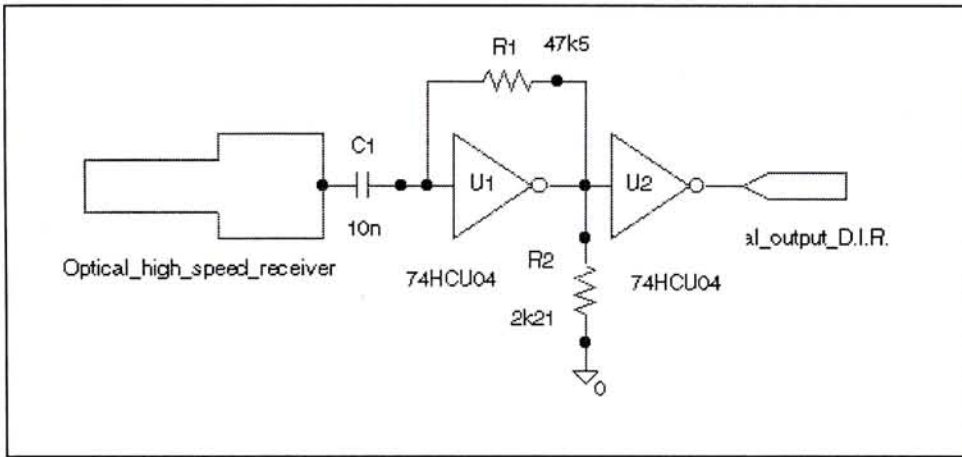 R1
47k5
C1
U1
U2
10n
Optical_high_speed_receiver
al_output_D.I.R.
74HCU04
R2
74HCU04
2k21
0